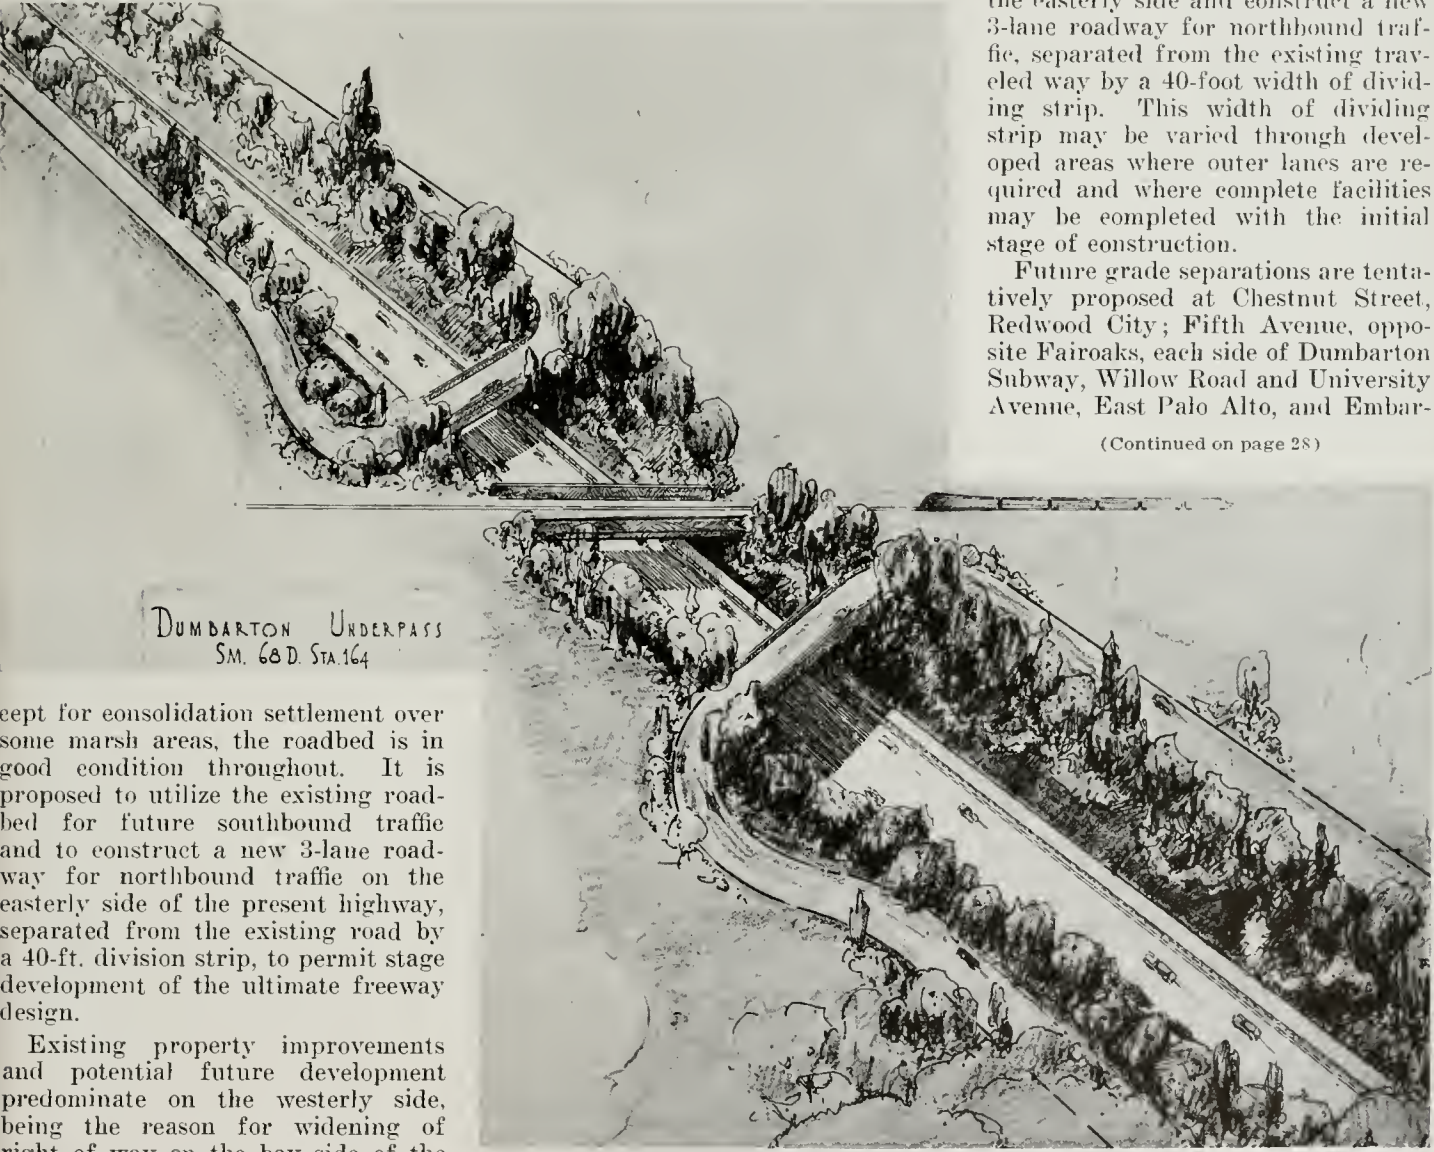 cept for consolidation settlement over
some marsh areas, the roadbed is in
good condition throughout. It is
proposed to utilize the existing road-
bed for future southbound traffic
and to construct a new 3-lane road-
way for northbound traffic on the
easterly side of the present highway,
separated from the existing road by
a 40-ft. division strip, to permit stage
development of the ultimate freeway
design.
Existing property improvements
and potential future development
predominate on the westerly side,
being the reason for widening of
right of way on the bay side of the
the easterly side and construct a new
3-lane roadway for northbound traf-
fic, separated from the existing trav-
eled way by a 40-foot width of divid-
ing strip. This width of dividing
strip may be varied through devel-
oped areas where outer lanes are re-
quired and where complete facilities
may be completed with the initial
stage of construction.
Future grade separations are tenta-
tively proposed at Chestnut Street,
Redwood City; Fifth Avenue, oppo-
site Fairoaks, each side of Dumbarton
Subway, Willow Road and University
Avenue, East Palo Alto, and Embar-
(Continued on page 28)
DUMBARTON UNDERPASS
SM. 68 D. STA. 164